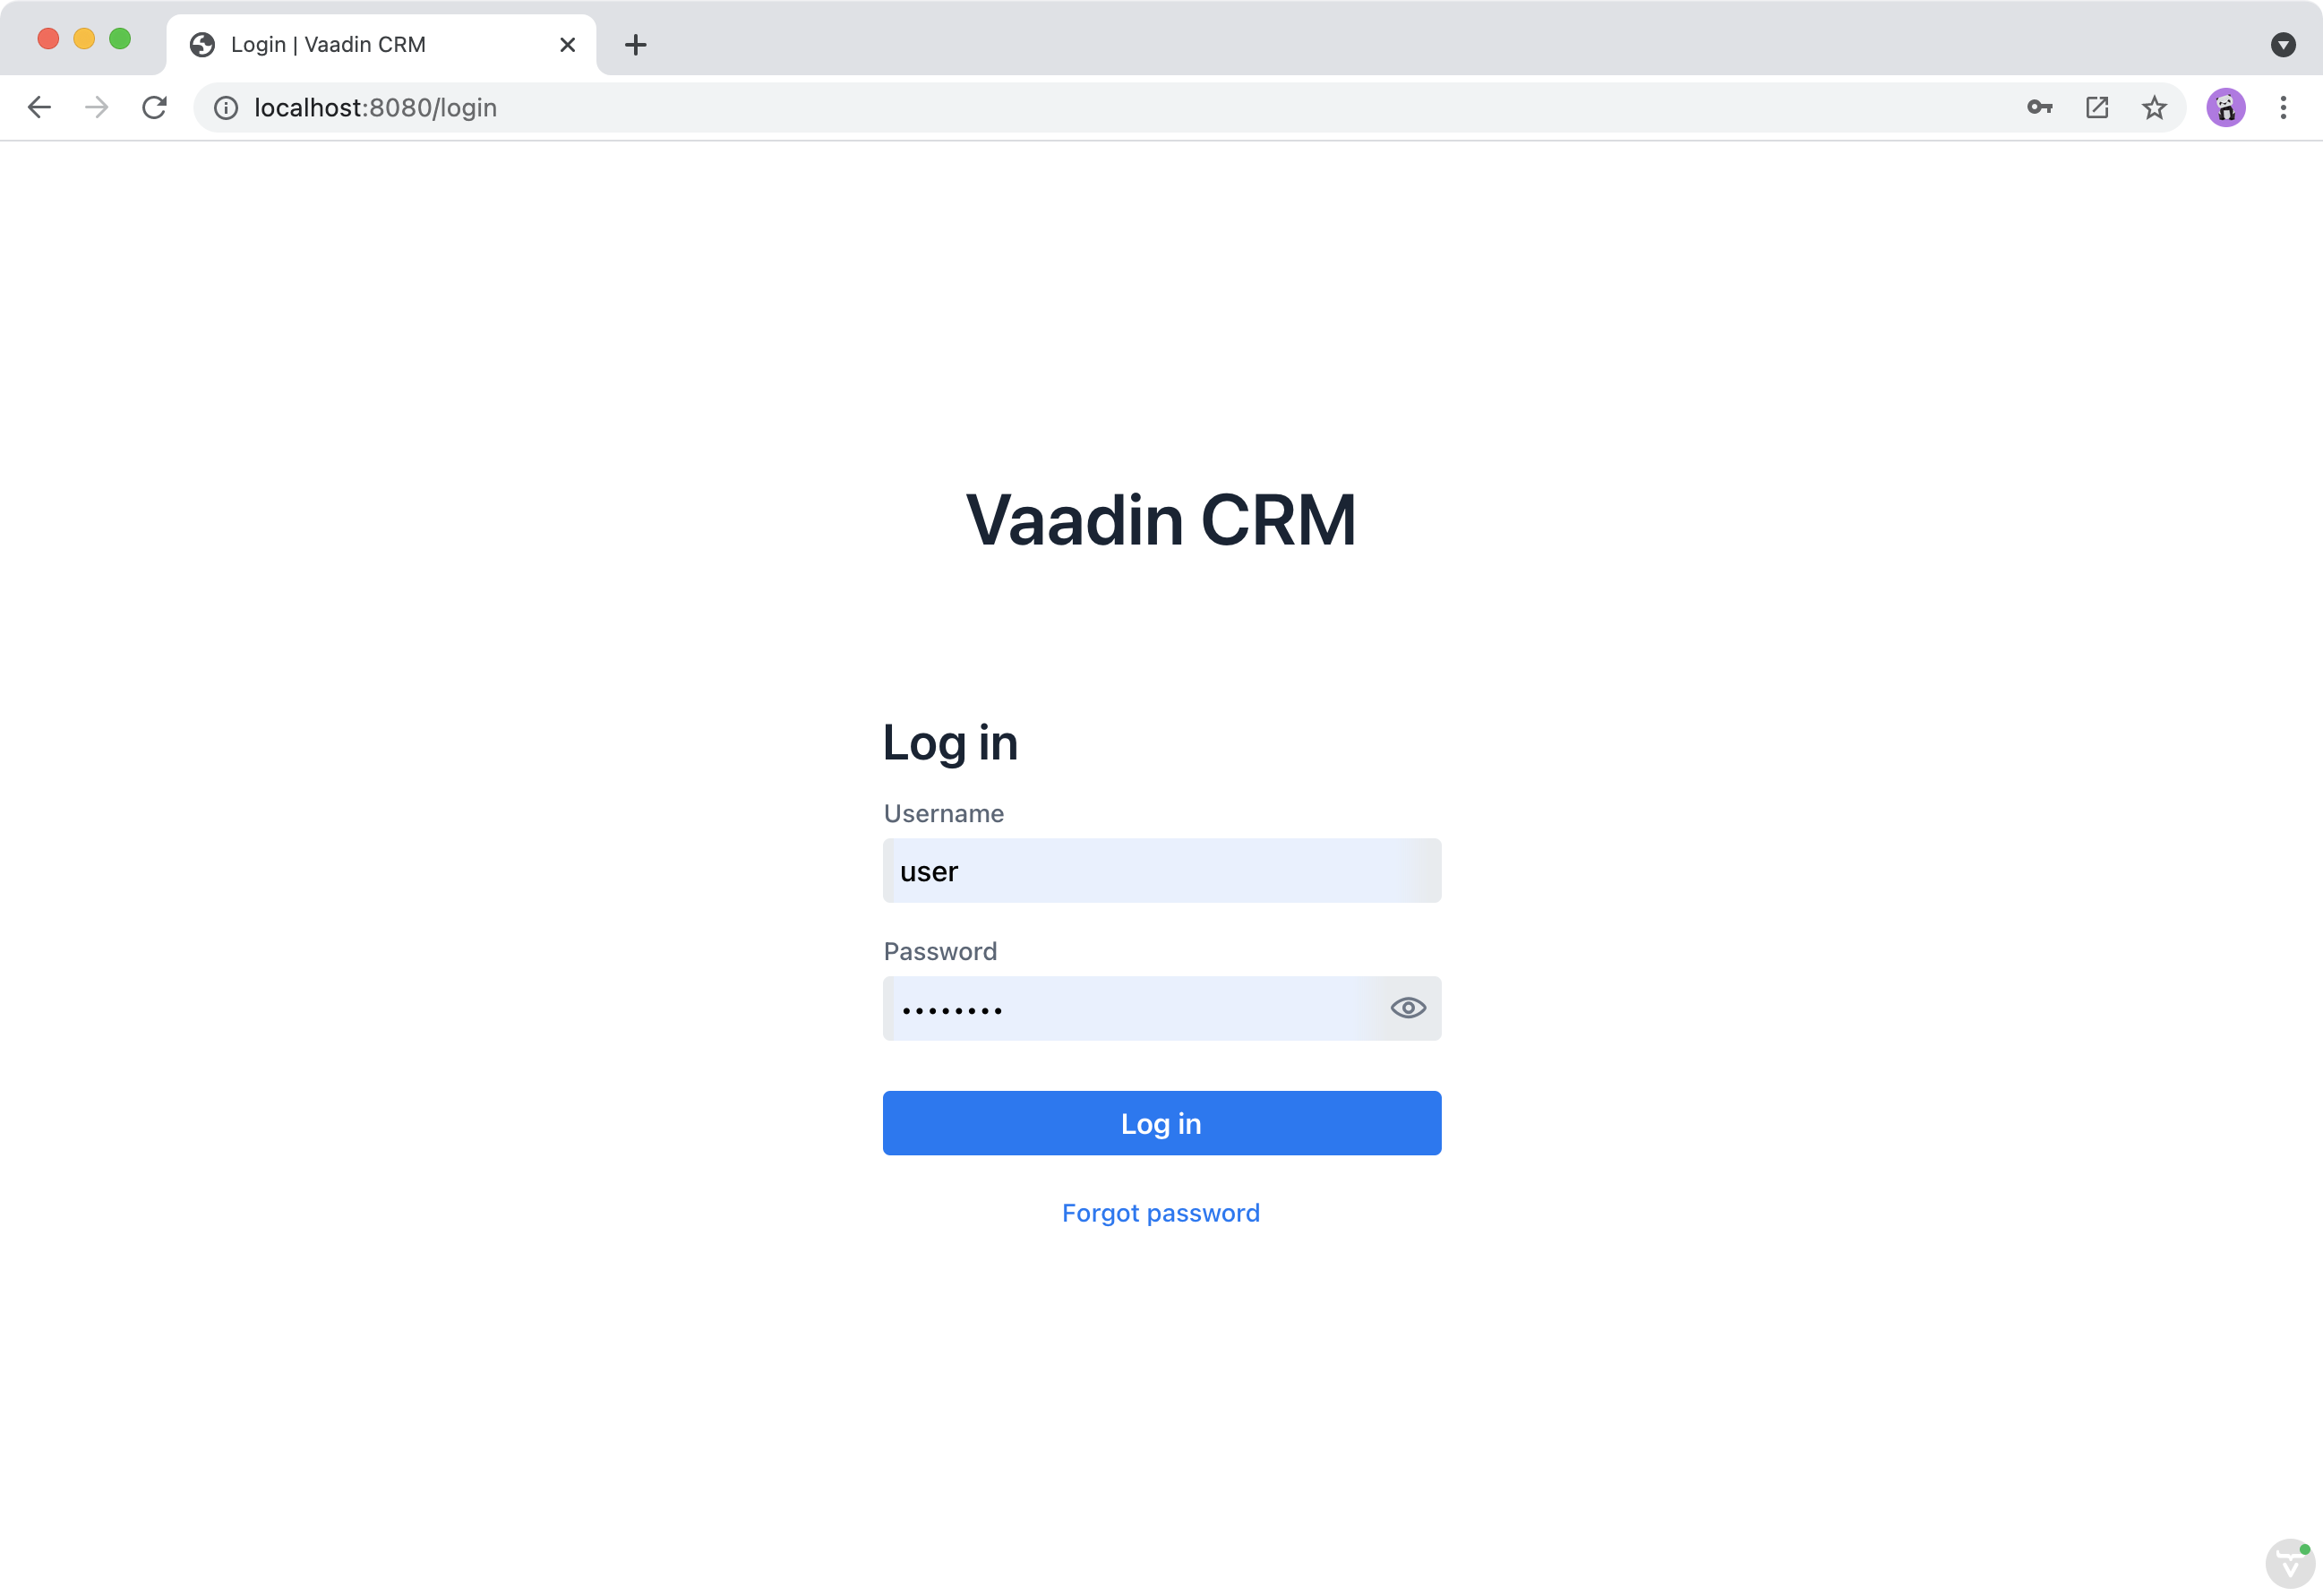 Login | Vaadin CRM
localhost:8080/login
Vaadin CRM
Log in
Username
user
Password
••••••••
Log in
Forgot password